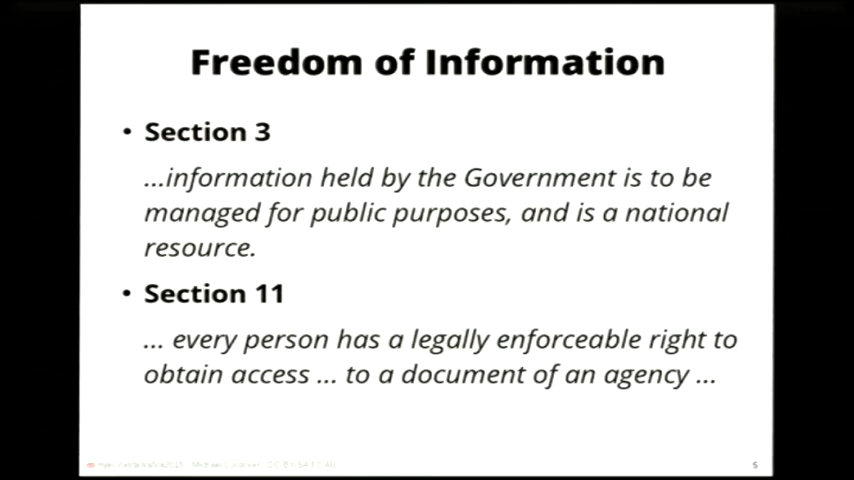 Freedom of Information
• Section 3
...information held by the Government is to be
managed for public purposes, and is a national
resource.
• Section 11
... every person has a legally enforceable right to
obtain access ... to a document of an agency ...
5